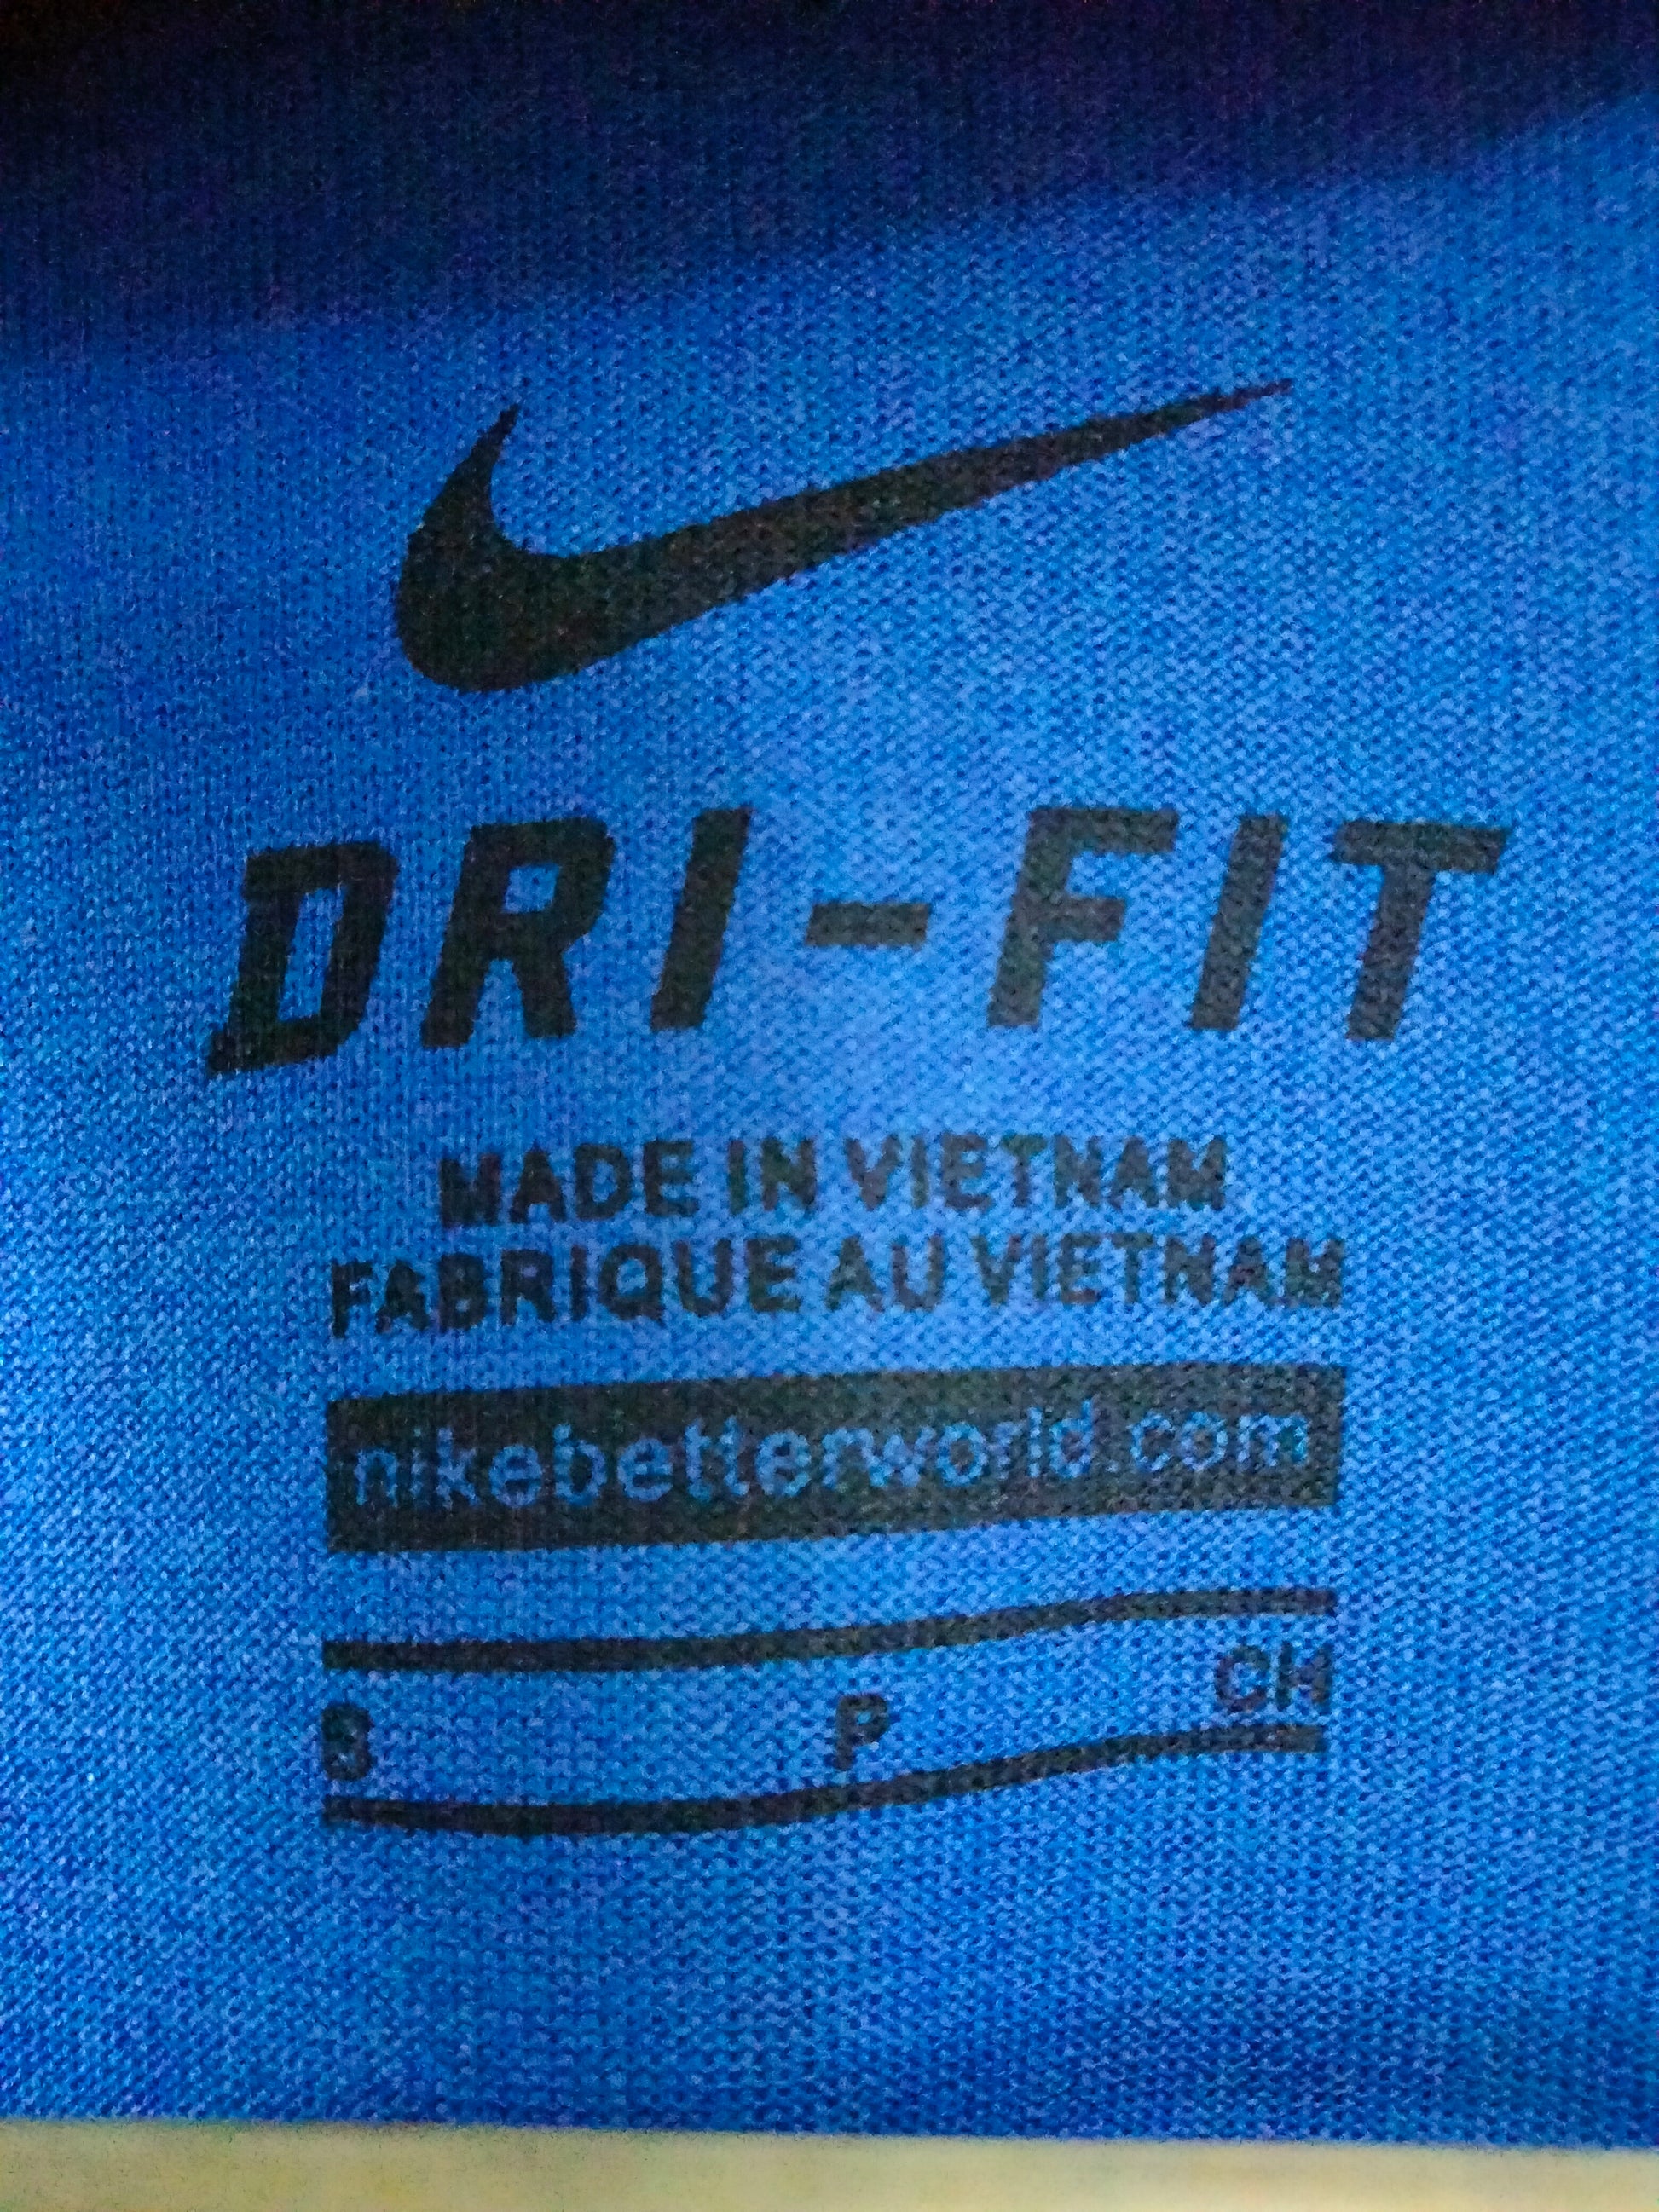 DRI-FIT
MADE IN VIETNAM
FABRIQUE AU VIETNAM
nikebetterworld.com
S P CH